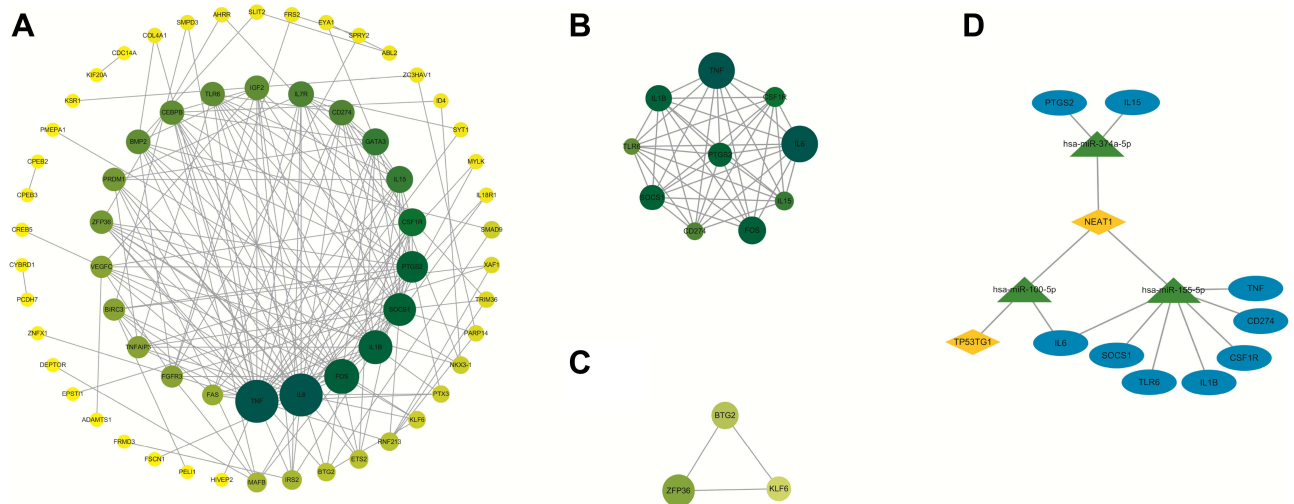 A
AHRR
SLIT2
FRS2
EYA1
SMPD3
SPRY2
COL4A1
ABL2
CDC14A
ZC3HAV1
KIF20A
KSR1
ID4
PMEPA1
SYT1
CPEB2
MYLK
CPEB3
IL18R1
CREB5
SMAD9
CYBRD1
XAF1
PCDH7
TRIM36
ZNFX1
PARP14
DEPTOR
NKX3-1
EPSTI1
PTX3
ADAMTS1
KLF6
FRMD3
RNF213
FSCN1
ETS2
PELI1
BTG2
HIVEP2
MAFB
IRS2
TLR6
IGF2
IL7R
CEBPB
CD274
BMP2
GATA3
PRDM1
IL15
ZFP36
CSF1R
VEGFC
PTGS2
BIRC3
SOCS1
TNFAIP3
IL1B
FGFR3
FOS
FAS
TNF
IL6
B
TNF
IL1B
CSF1R
TLR6
PTGS2
IL6
SOCS1
IL15
CD274
FOS
C
BTG2
ZFP36
KLF6
D
PTGS2
IL15
hsa-miR-374a-5p
NEAT1
hsa-miR-100-5p
hsa-miR-155-5p
TNF
CD274
TP53TG1
IL6
SOCS1
CSF1R
TLR6
IL1B